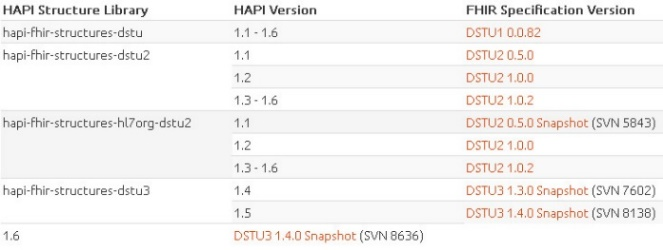 HAPI Structure Library HAPI Version FHIR Specification Version
hapi-fhir-structures-dstu 1.1 - 1.6 DSTU1 0.0.82
hapi-fhir-structures-dstu2 1.1 DSTU2 0.5.0
1.2 DSTU2 1.0.0
1.3 - 1.6 DSTU2 1.0.2
hapi-fhir-structures-hl7org-dstu2 1.1 DSTU2 0.5.0 Snapshot (SVN 5843)
1.2 DSTU2 1.0.0
1.3 - 1.6 DSTU2 1.0.2
hapi-fhir-structures-dstu3 1.4 DSTU3 1.3.0 Snapshot (SVN 7602)
1.5 DSTU3 1.4.0 Snapshot (SVN 8138)
1.6 DSTU3 1.4.0 Snapshot (SVN 8636)